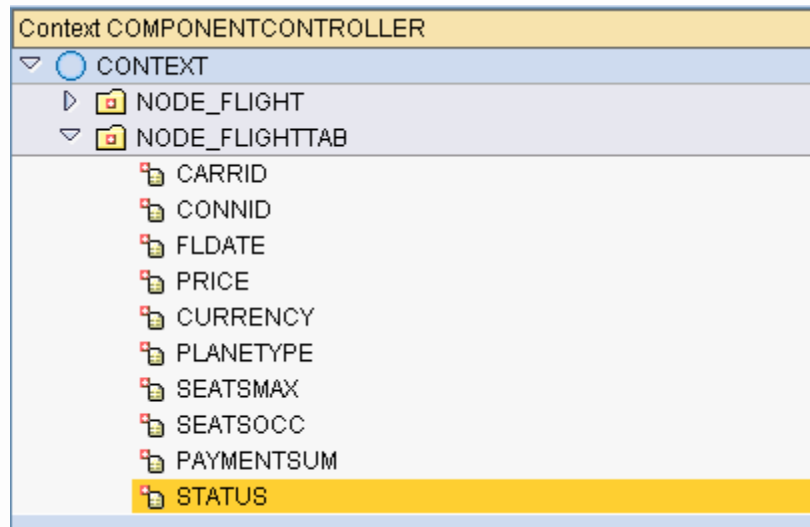 Context COMPONENTCONTROLLER
CONTEXT
NODE_FLIGHT
NODE_FLIGHTTAB
CARRID
CONNID
FLDATE
PRICE
CURRENCY
PLANETYPE
SEATSMAX
SEATSOCC
PAYMENTSUM
STATUS